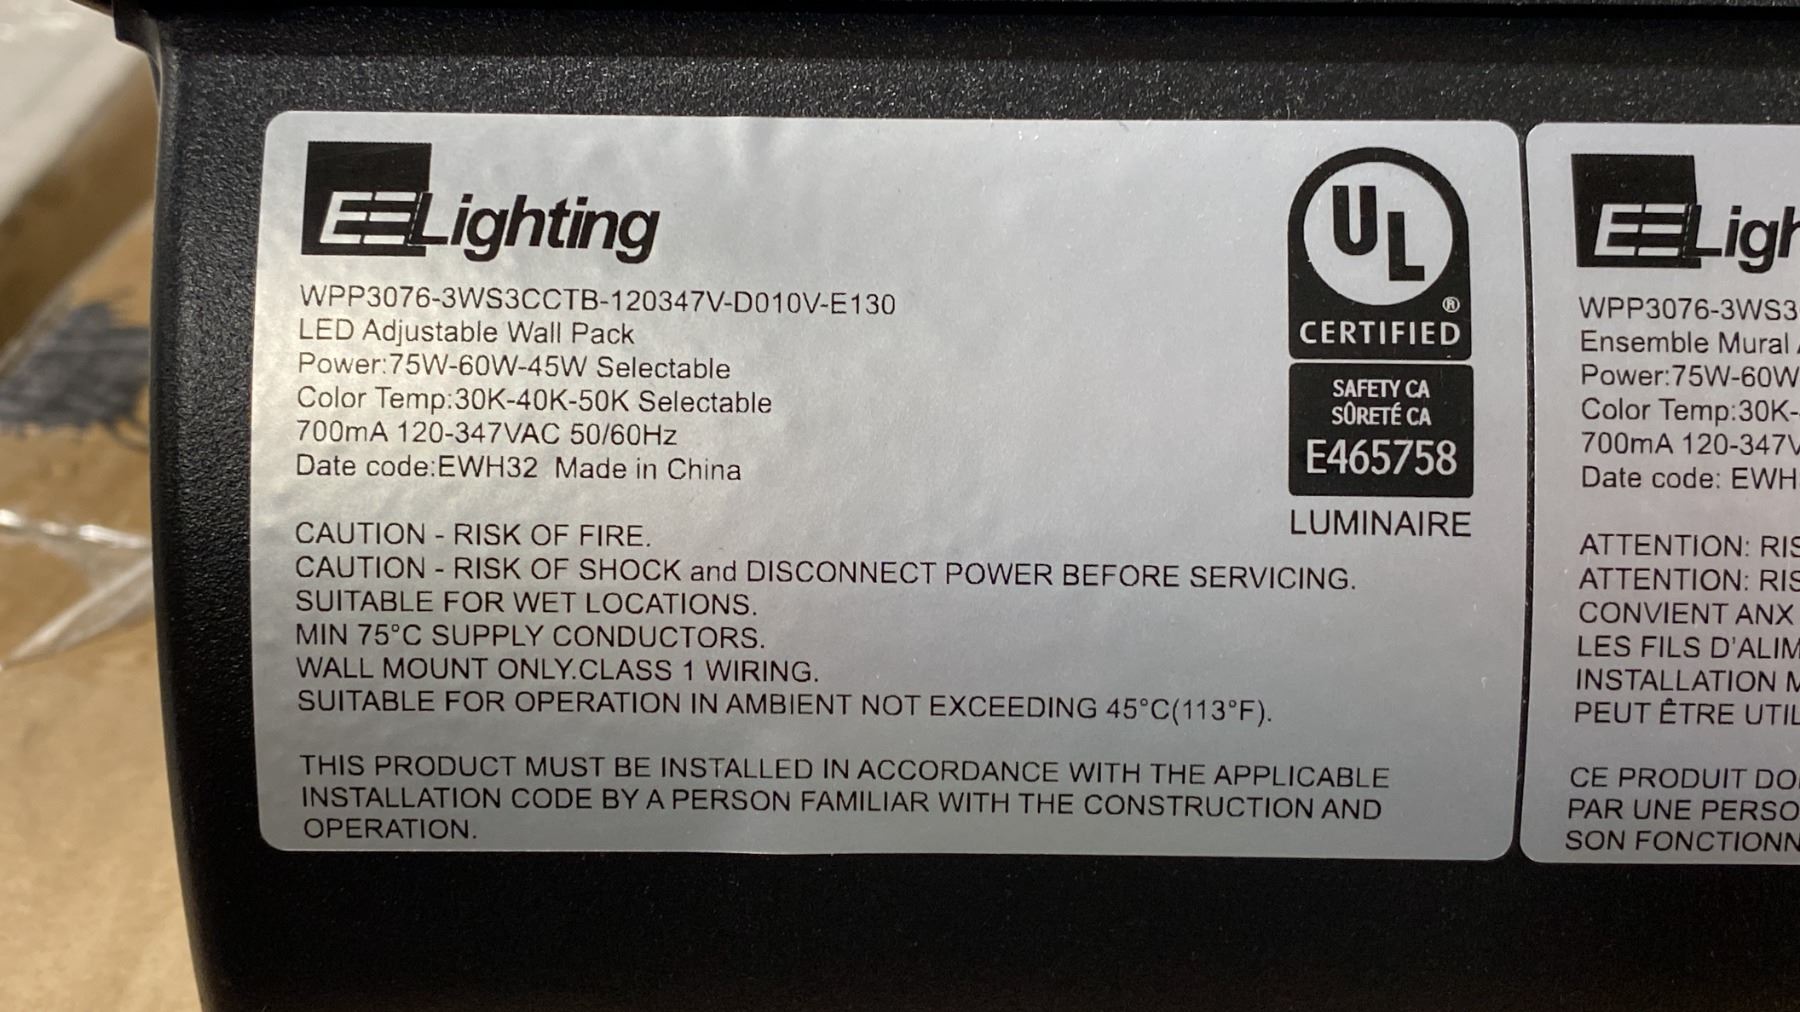 EELighting
WPP3076-3WS3CCTB-120347V-D010V-E130
LED Adjustable Wall Pack
Power:75W-60W-45W Selectable
Color Temp:30K-40K-50K Selectable
700mA 120-347VAC 50/60Hz
Date code:EWH32 Made in China
CAUTION - RISK OF FIRE.
CAUTION - RISK OF SHOCK and DISCONNECT POWER BEFORE SERVICING.
SUITABLE FOR WET LOCATIONS.
MIN 75°C SUPPLY CONDUCTORS.
WALL MOUNT ONLY.CLASS 1 WIRING.
SUITABLE FOR OPERATION IN AMBIENT NOT EXCEEDING 45°C(113°F).
THIS PRODUCT MUST BE INSTALLED IN ACCORDANCE WITH THE APPLICABLE
INSTALLATION CODE BY A PERSON FAMILIAR WITH THE CONSTRUCTION AND
OPERATION.
UL
®
CERTIFIED
SAFETY CA
SÛRETÉ CA
E465758
LUMINAIRE
EELigh
WPP3076-3WS3
Ensemble Mural
Power:75W-60W
Color Temp:30K-
700mA 120-347V
Date code: EWH
ATTENTION: RIS
ATTENTION: RIS
CONVIENT ANX
LES FILS D'ALIM
INSTALLATION M
PEUT ÊTRE UTIL
CE PRODUIT DOI
PAR UNE PERSO
SON FONCTIONN